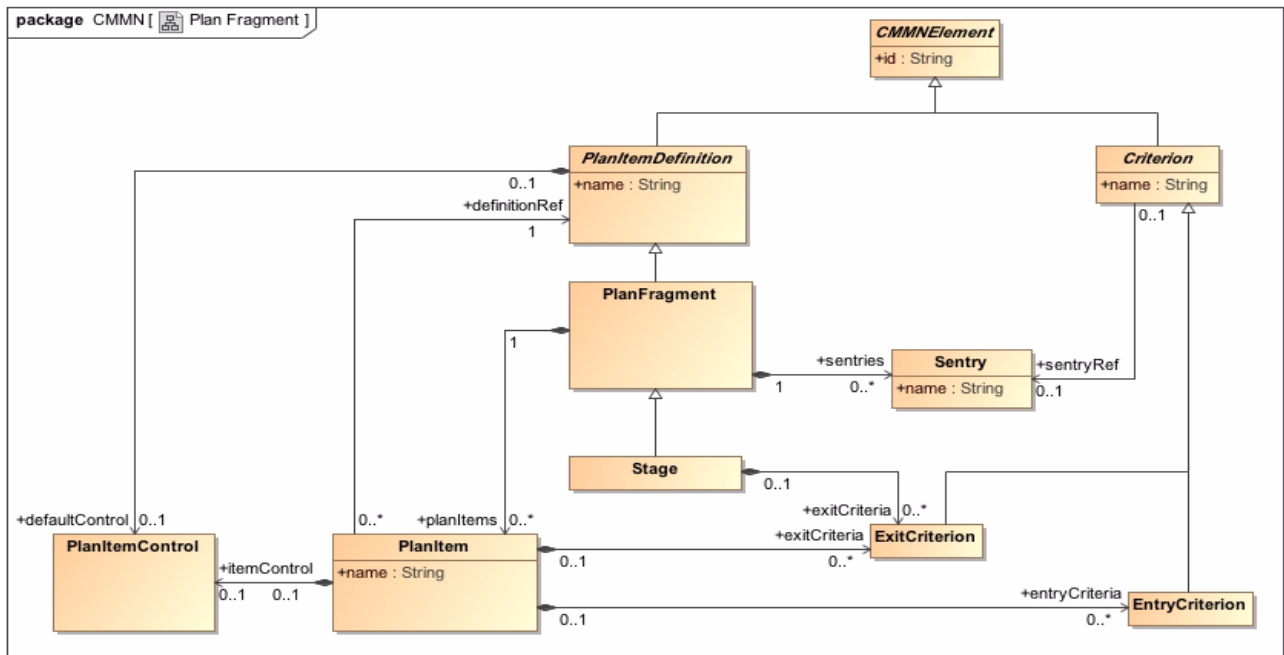 package CMMN [ Plan Fragment ]
CMMNElement
+id : String
PlanItemDefinition
+name : String
Criterion
+name : String
0..1
+definitionRef
1
0..1
PlanFragment
1
+sentries
1
0..*
Sentry
+name : String
+sentryRef
0..1
Stage
0..1
+exitCriteria 0..*
+defaultControl 0..1
0..*
+planItems 0..*
+exitCriteria
PlanItemControl
PlanItem
+name : String
0..1
0..*
ExitCriterion
+itemControl
0..1
0..1
0..1
+entryCriteria
0..*
EntryCriterion